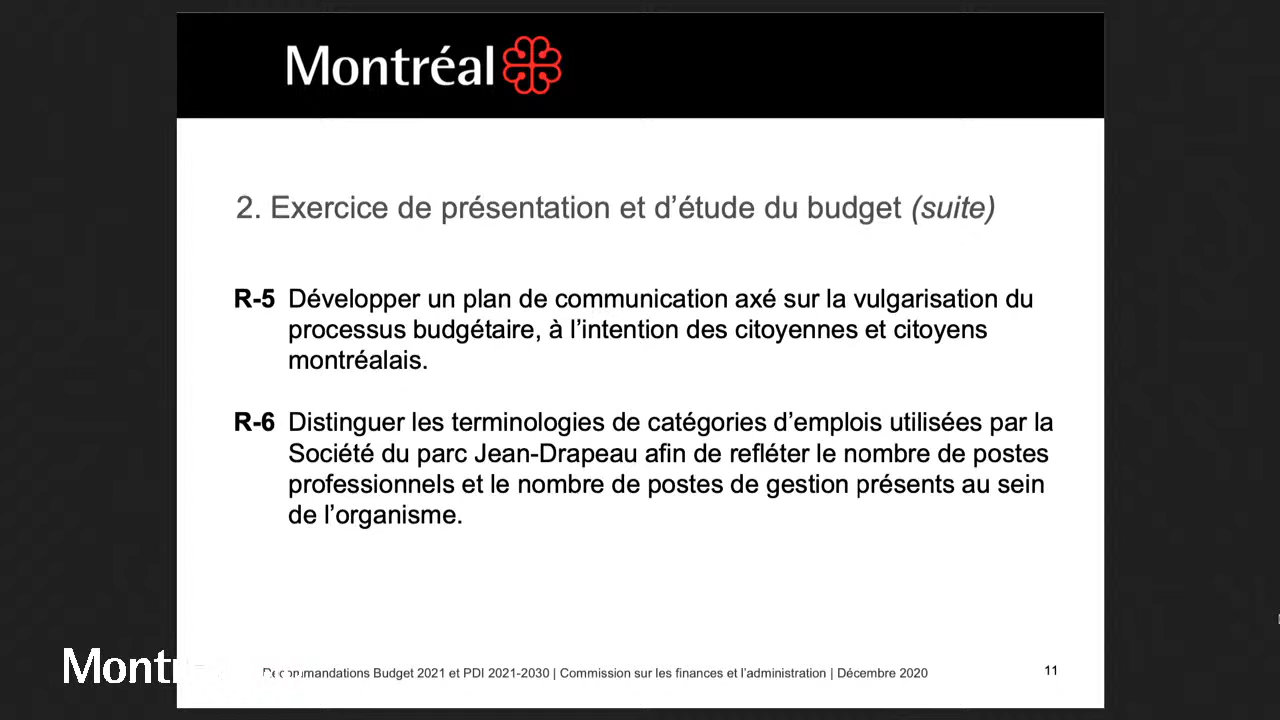 Montréal
2. Exercice de présentation et d’étude du budget (suite)
R-5 Développer un plan de communication axé sur la vulgarisation du
processus budgétaire, à l’intention des citoyennes et citoyens
montréalais.
R-6 Distinguer les terminologies de catégories d’emplois utilisées par la
Société du parc Jean-Drapeau afin de refléter le nombre de postes
professionnels et le nombre de postes de gestion présents au sein
de l’organisme.
Recommandations Budget 2021 et PDI 2021-2030 | Commission sur les finances et l’administration | Décembre 2020
11
Montr